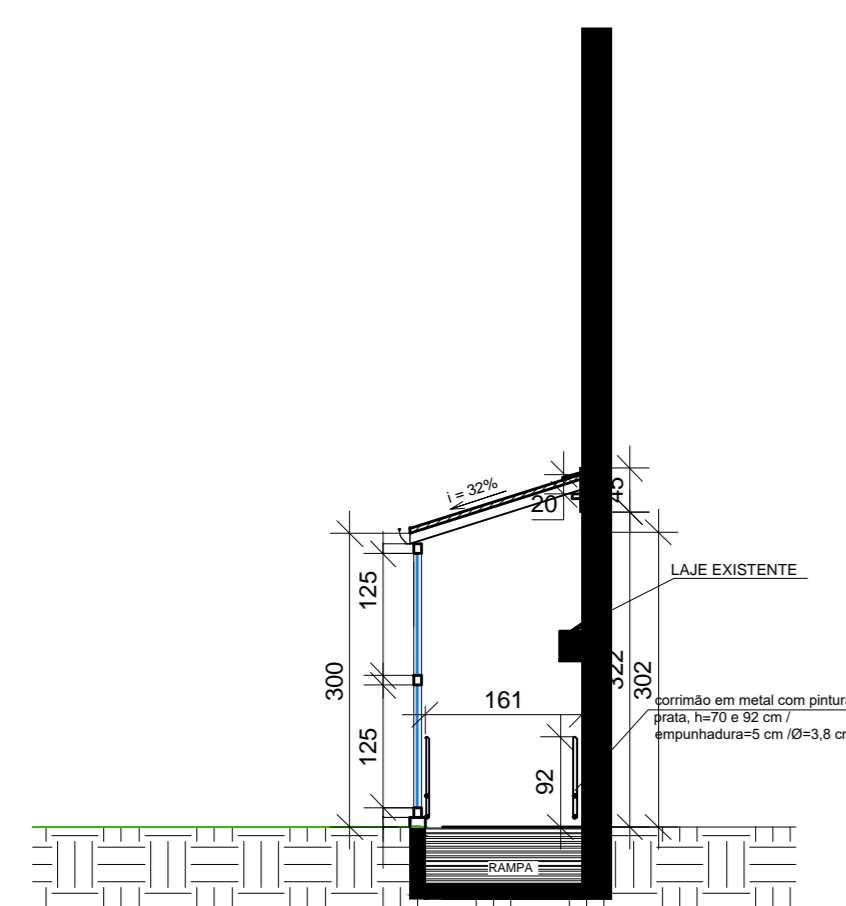 i = 32%
20
45
125
LAJE EXISTENTE
300
322
302
161
corrimão em metal com pintura
prata, h=70 e 92 cm /
empunhadura=5 cm /Ø=3,8 cm
125
92
RAMPA